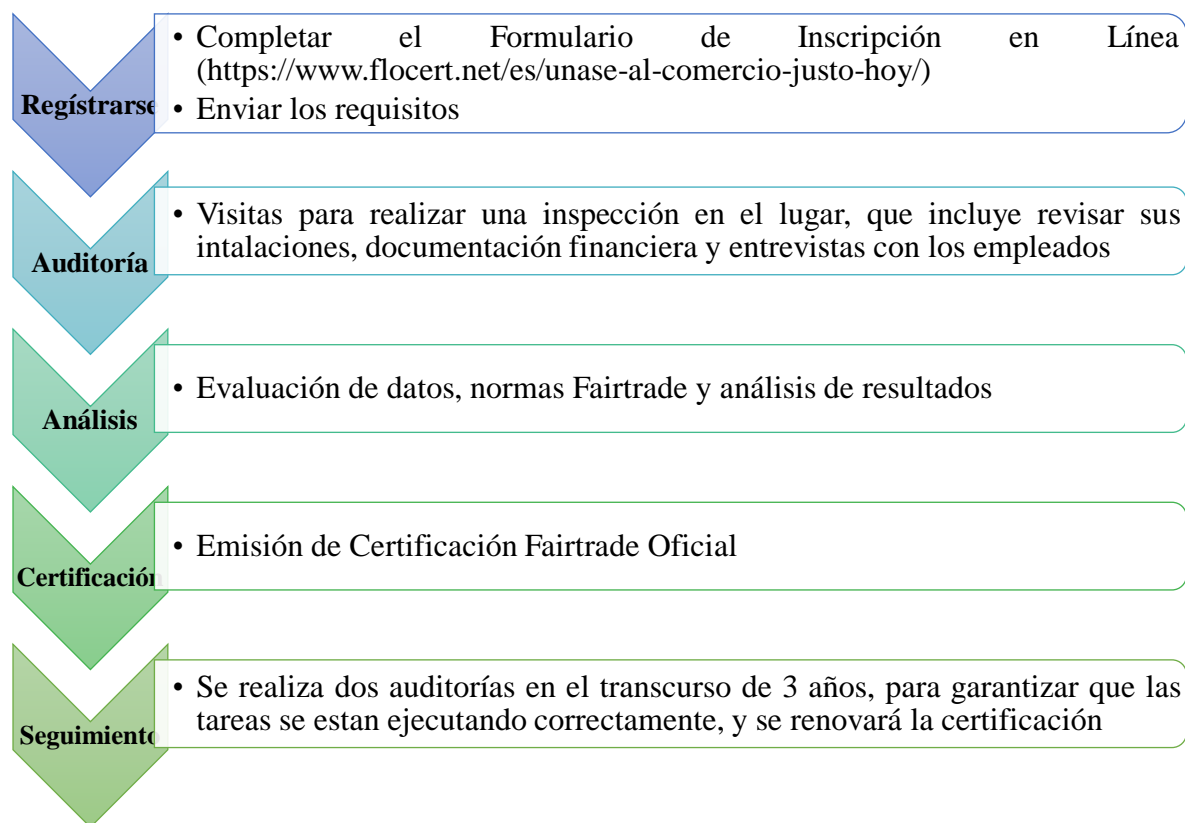 Regístrarse
• Completar el Formulario de Inscripción en Línea
(https://www.flocert.net/es/unase-al-comercio-justo-hoy/)
• Enviar los requisitos
Auditoría
• Visitas para realizar una inspección en el lugar, que incluye revisar sus
intalaciones, documentación financiera y entrevistas con los empleados
Análisis
• Evaluación de datos, normas Fairtrade y análisis de resultados
Certificación
• Emisión de Certificación Fairtrade Oficial
Seguimiento
• Se realiza dos auditorías en el transcurso de 3 años, para garantizar que las
tareas se estan ejecutando correctamente, y se renovará la certificación